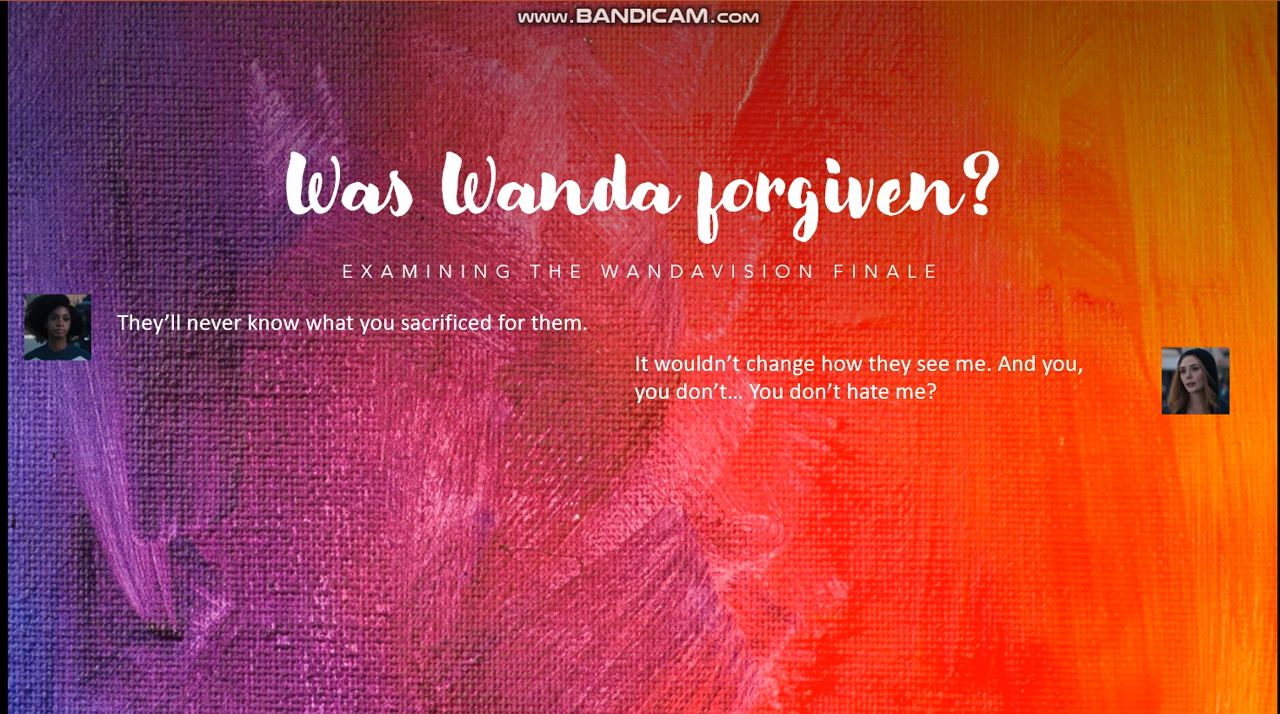 www.BANDICAM.com
Was Wanda forgiven?
EXAMINING THE WANDAVISION FINALE
They’ll never know what you sacrificed for them.
It wouldn’t change how they see me. And you,
you don’t... You don’t hate me?